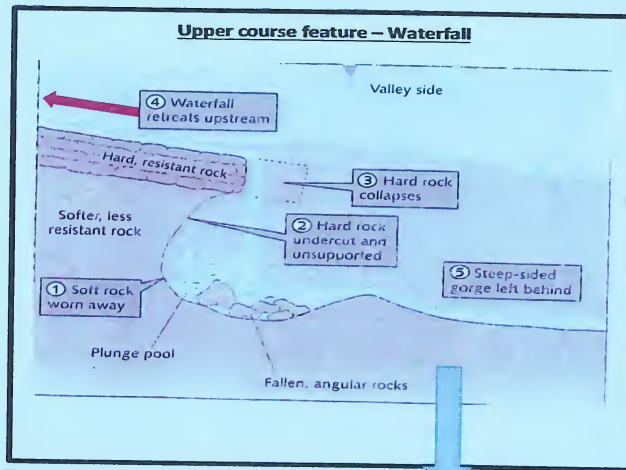 Upper course feature – Waterfall
Valley side
④ Waterfall
retreats upstream
Hard, resistant rock
③ Hard rock
collapses
Softer, less
resistant rock
② Hard rock
undercut and
unsupported
⑤ Steep-sided
gorge left behind
① Soft rock
worn away
Plunge pool
Fallen, angular rocks